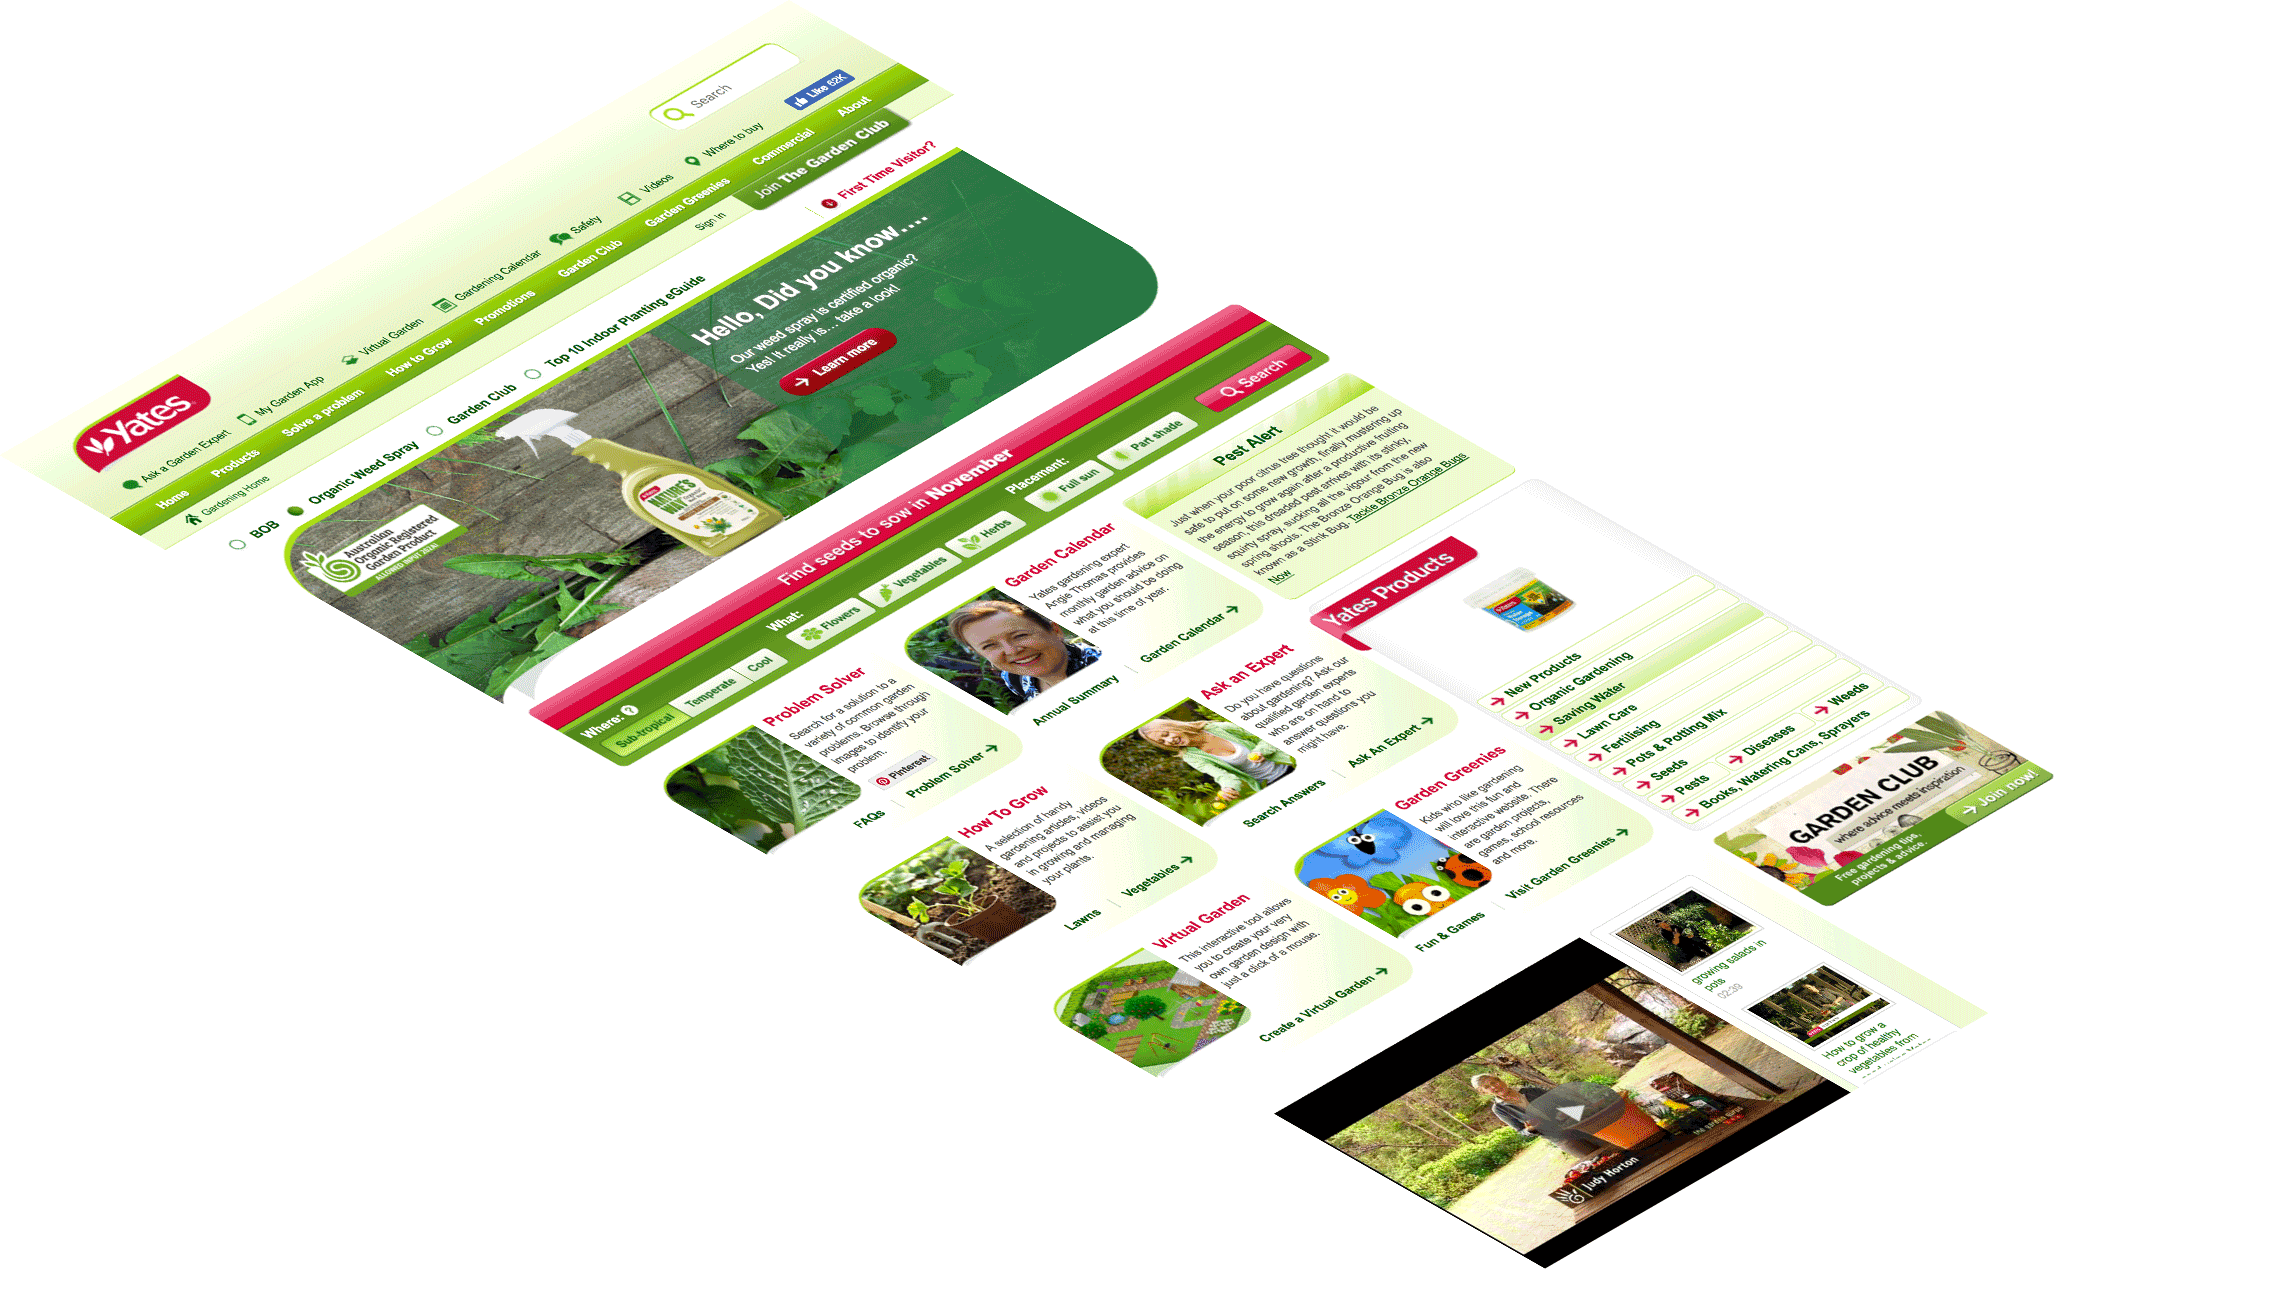 Search
Like 62K
Yates
Ask a Garden Expert
My Garden App
Virtual Garden
Gardening Calendar
Safety
Videos
Where to buy
Home
Products
Solve a problem
How to Grow
Promotions
Garden Club
Garden Greenies
Commercial
About
Gardening Home
Sign in
Join The Garden Club
BOB
Organic Weed Spray
Garden Club
Top 10 Indoor Planting eGuide
First Time Visitor?
Australian
Organic Registered
Garden Product
ALLOWED INPUT 2024I
Yates
NATURE'S
WAY
Hello, Did you know....
Our weed spray is certified organic?
Yes! It really is... take a look!
Learn more
Find seeds to sow in November
Where: ?
Sub-tropical
Temperate
Cool
What:
Flowers
Vegetables
Herbs
Placement:
Full sun
Part shade
Search
Problem Solver
Search for a solution to a
variety of common garden
problems. Browse through
images to identify your
problem.
Pinterest
FAQs
Problem Solver
Garden Calendar
Yates gardening expert
Angie Thomas provides
monthly garden advice on
what you should be doing
at this time of year.
Annual Summary
Garden Calendar
Pest Alert
Just when your poor citrus tree thought it would be
safe to put on some new growth, finally mustering up
the energy to grow again after a productive fruiting
season, this dreaded pest arrives with its stinky,
squirty spray, sucking all the vigour from the new
spring shoots. The Bronze Orange Bug is also
known as a Stink Bug. Tackle Bronze Orange Bugs
Now
How To Grow
A selection of handy
gardening articles, videos
and projects to assist you
in growing and managing
your plants.
Lawns
Vegetables
Ask an Expert
Do you have questions
about gardening? Ask our
qualified garden experts
who are on hand to
answer questions you
might have.
Search Answers
Ask An Expert
Yates Products
Yates
New Products
Organic Gardening
Saving Water
Lawn Care
Fertilising
Pots & Potting Mix
Seeds
Pests
Diseases
Weeds
Books, Watering Cans, Sprayers
Virtual Garden
This interactive tool allows
you to create your very
own garden design with
just a click of a mouse.
Create a Virtual Garden
Garden Greenies
Kids who like gardening
will love this fun and
interactive website. There
are garden projects,
games, school resources
and more.
Fun & Games
Visit Garden Greenies
GARDEN CLUB
where advice meets inspiration
Free gardening tips,
projects & advice.
Join now!
Judy Horton
growing salads in
pots
02:39
How to grow a
crop of healthy
vegetables from